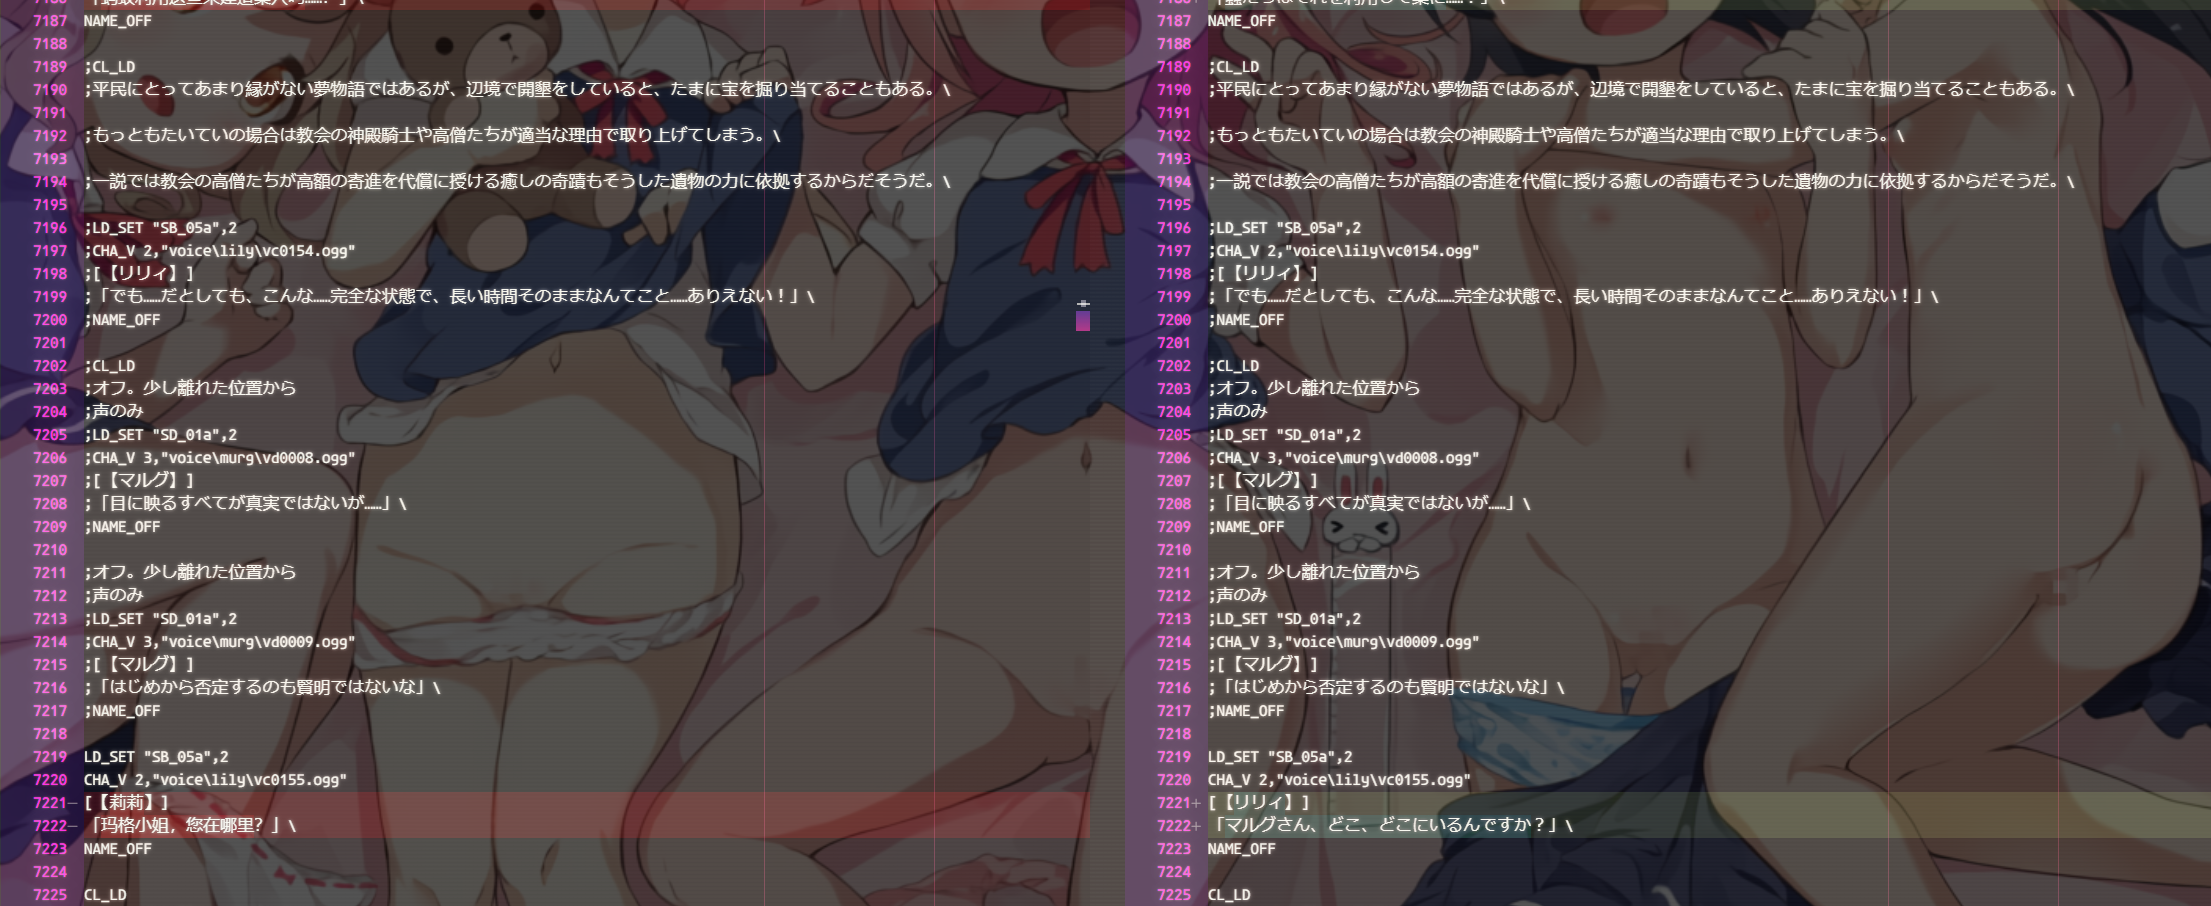 7187 NAME_OFF
7188
7189 ;CL_LD
7190 ;平民にとってあまり縁がない夢物語ではあるが、辺境で開墾をしていると、たまに宝を掘り当てることもある。\
7191
7192 ;もっともたいていの場合は教会の神殿騎士や高僧たちが適当な理由で取り上げてしまう。\
7193
7194 ;一説では教会の高僧たちが高額の寄進を代償に授ける癒しの奇蹟もそうした遺物の力に依拠するからだそうだ。\
7195
7196 ;LD_SET "SB_05a",2
7197 ;CHA_V 2,"voice\lily\vc0154.ogg"
7198 ;[【リリィ】]
7199 ;「でも……だとしても、こんな……完全な状態で、長い時間そのままなんてこと……ありえない！」\
7200 ;NAME_OFF
7201
7202 ;CL_LD
7203 ;オフ。少し離れた位置から
7204 ;声のみ
7205 ;LD_SET "SD_01a",2
7206 ;CHA_V 3,"voice\murg\vd0008.ogg"
7207 ;[【マルグ】]
7208 ;「目に映るすべてが真実ではないが……」\
7209 ;NAME_OFF
7210
7211 ;オフ。少し離れた位置から
7212 ;声のみ
7213 ;LD_SET "SD_01a",2
7214 ;CHA_V 3,"voice\murg\vd0009.ogg"
7215 ;[【マルグ】]
7216 ;「はじめから否定するのも賢明ではないな」\
7217 ;NAME_OFF
7218
7219 LD_SET "SB_05a",2
7220 CHA_V 2,"voice\lily\vc0155.ogg"
7221− [【莉莉】]
7222− 「玛格小姐，您在哪里？」\
7223 NAME_OFF
7224
7225 CL_LD
7187 NAME_OFF
7188
7189 ;CL_LD
7190 ;平民にとってあまり縁がない夢物語ではあるが、辺境で開墾をしていると、たまに宝を掘り当てることもある。\
7191
7192 ;もっともたいていの場合は教会の神殿騎士や高僧たちが適当な理由で取り上げてしまう。\
7193
7194 ;一説では教会の高僧たちが高額の寄進を代償に授ける癒しの奇蹟もそうした遺物の力に依拠するからだそうだ。\
7195
7196 ;LD_SET "SB_05a",2
7197 ;CHA_V 2,"voice\lily\vc0154.ogg"
7198 ;[【リリィ】]
7199 ;「でも……だとしても、こんな……完全な状態で、長い時間そのままなんてこと……ありえない！」\
7200 ;NAME_OFF
7201
7202 ;CL_LD
7203 ;オフ。少し離れた位置から
7204 ;声のみ
7205 ;LD_SET "SD_01a",2
7206 ;CHA_V 3,"voice\murg\vd0008.ogg"
7207 ;[【マルグ】]
7208 ;「目に映るすべてが真実ではないが……」\
7209 ;NAME_OFF
7210
7211 ;オフ。少し離れた位置から
7212 ;声のみ
7213 ;LD_SET "SD_01a",2
7214 ;CHA_V 3,"voice\murg\vd0009.ogg"
7215 ;[【マルグ】]
7216 ;「はじめから否定するのも賢明ではないな」\
7217 ;NAME_OFF
7218
7219 LD_SET "SB_05a",2
7220 CHA_V 2,"voice\lily\vc0155.ogg"
7221+ [【リリィ】]
7222+ 「マルグさん、どこ、どこにいるんですか？」\
7223 NAME_OFF
7224
7225 CL_LD